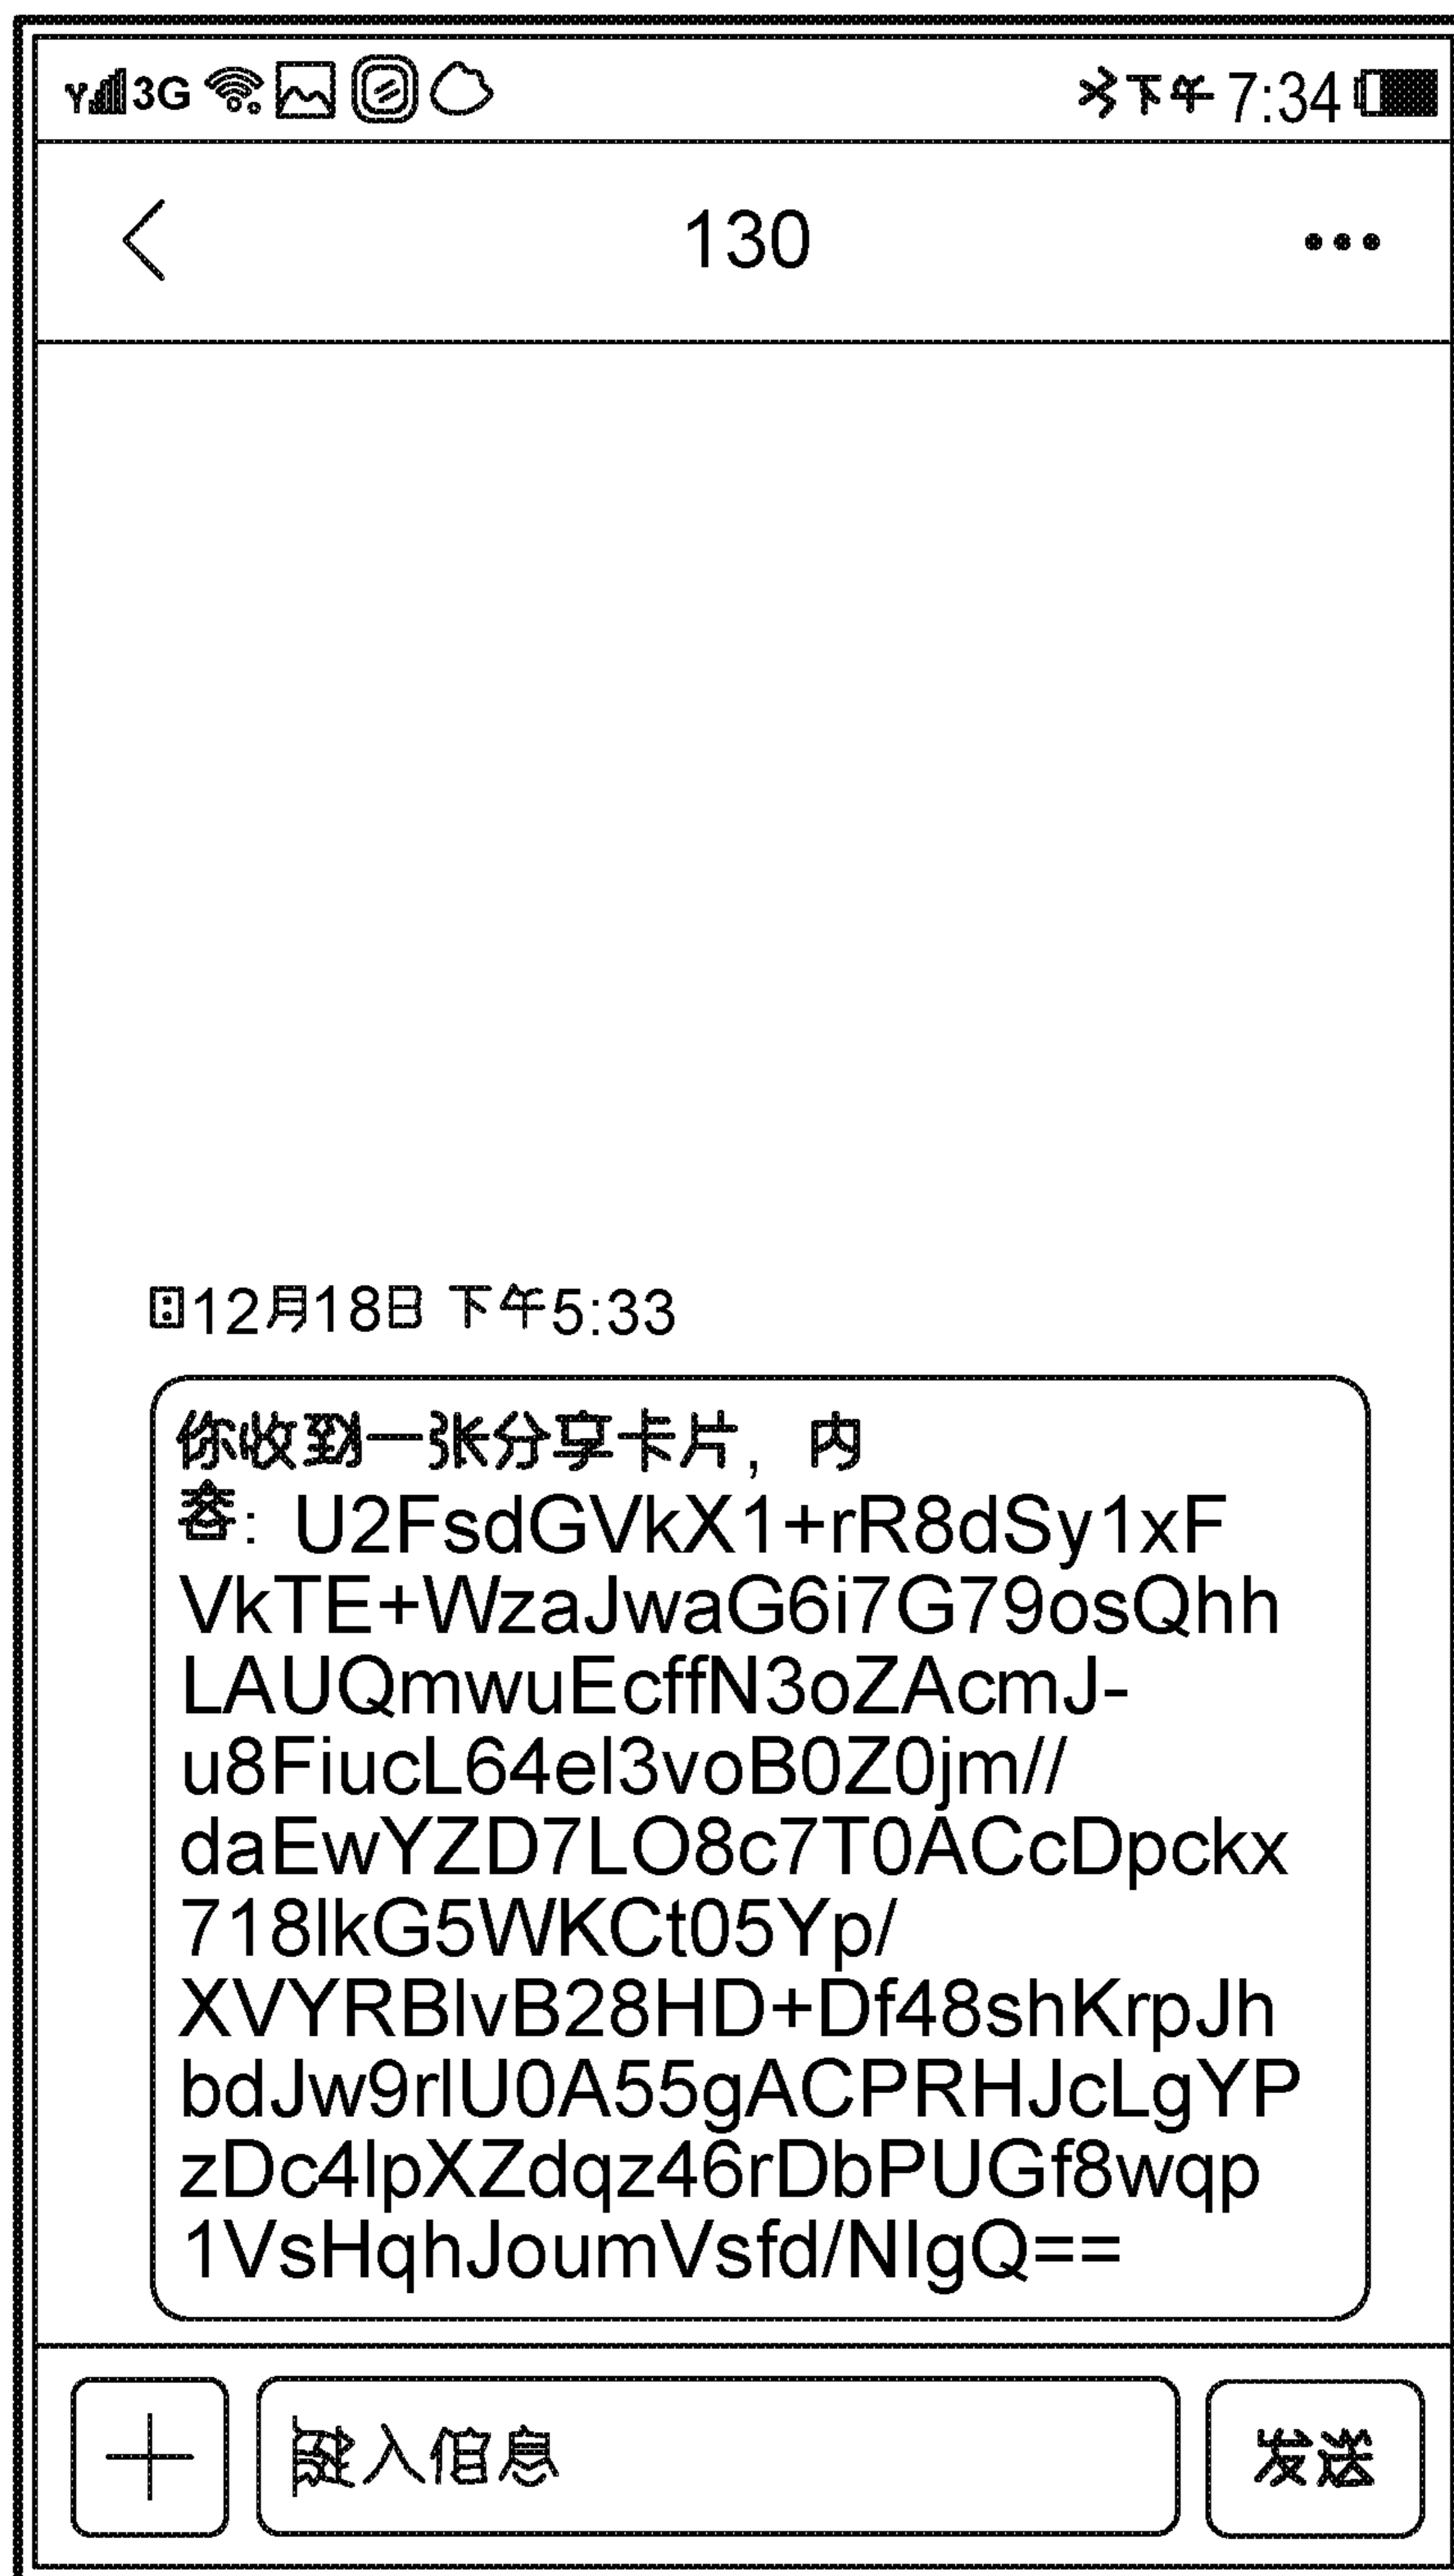 3G 下午 7:34
130
12月18日 下午5:33
你收到一张分享卡片，内
容：U2FsdGVkX1+rR8dSy1xF
VkTE+WzaJwaG6i7G79osQhh
LAUQmwuEcffN3oZAcmJ-
u8FiucL64el3voB0Z0jm//
daEwYZD7LO8c7T0ACcDpckx
718lkG5WKCt05Yp/
XVYRBlvB28HD+Df48shKrpJh
bdJw9rlU0A55gACPRHJcLgYP
zDc4lpXZdqz46rDbPUGf8wqp
1VsHqhJoumVsfd/NIgQ==
键入信息
发送